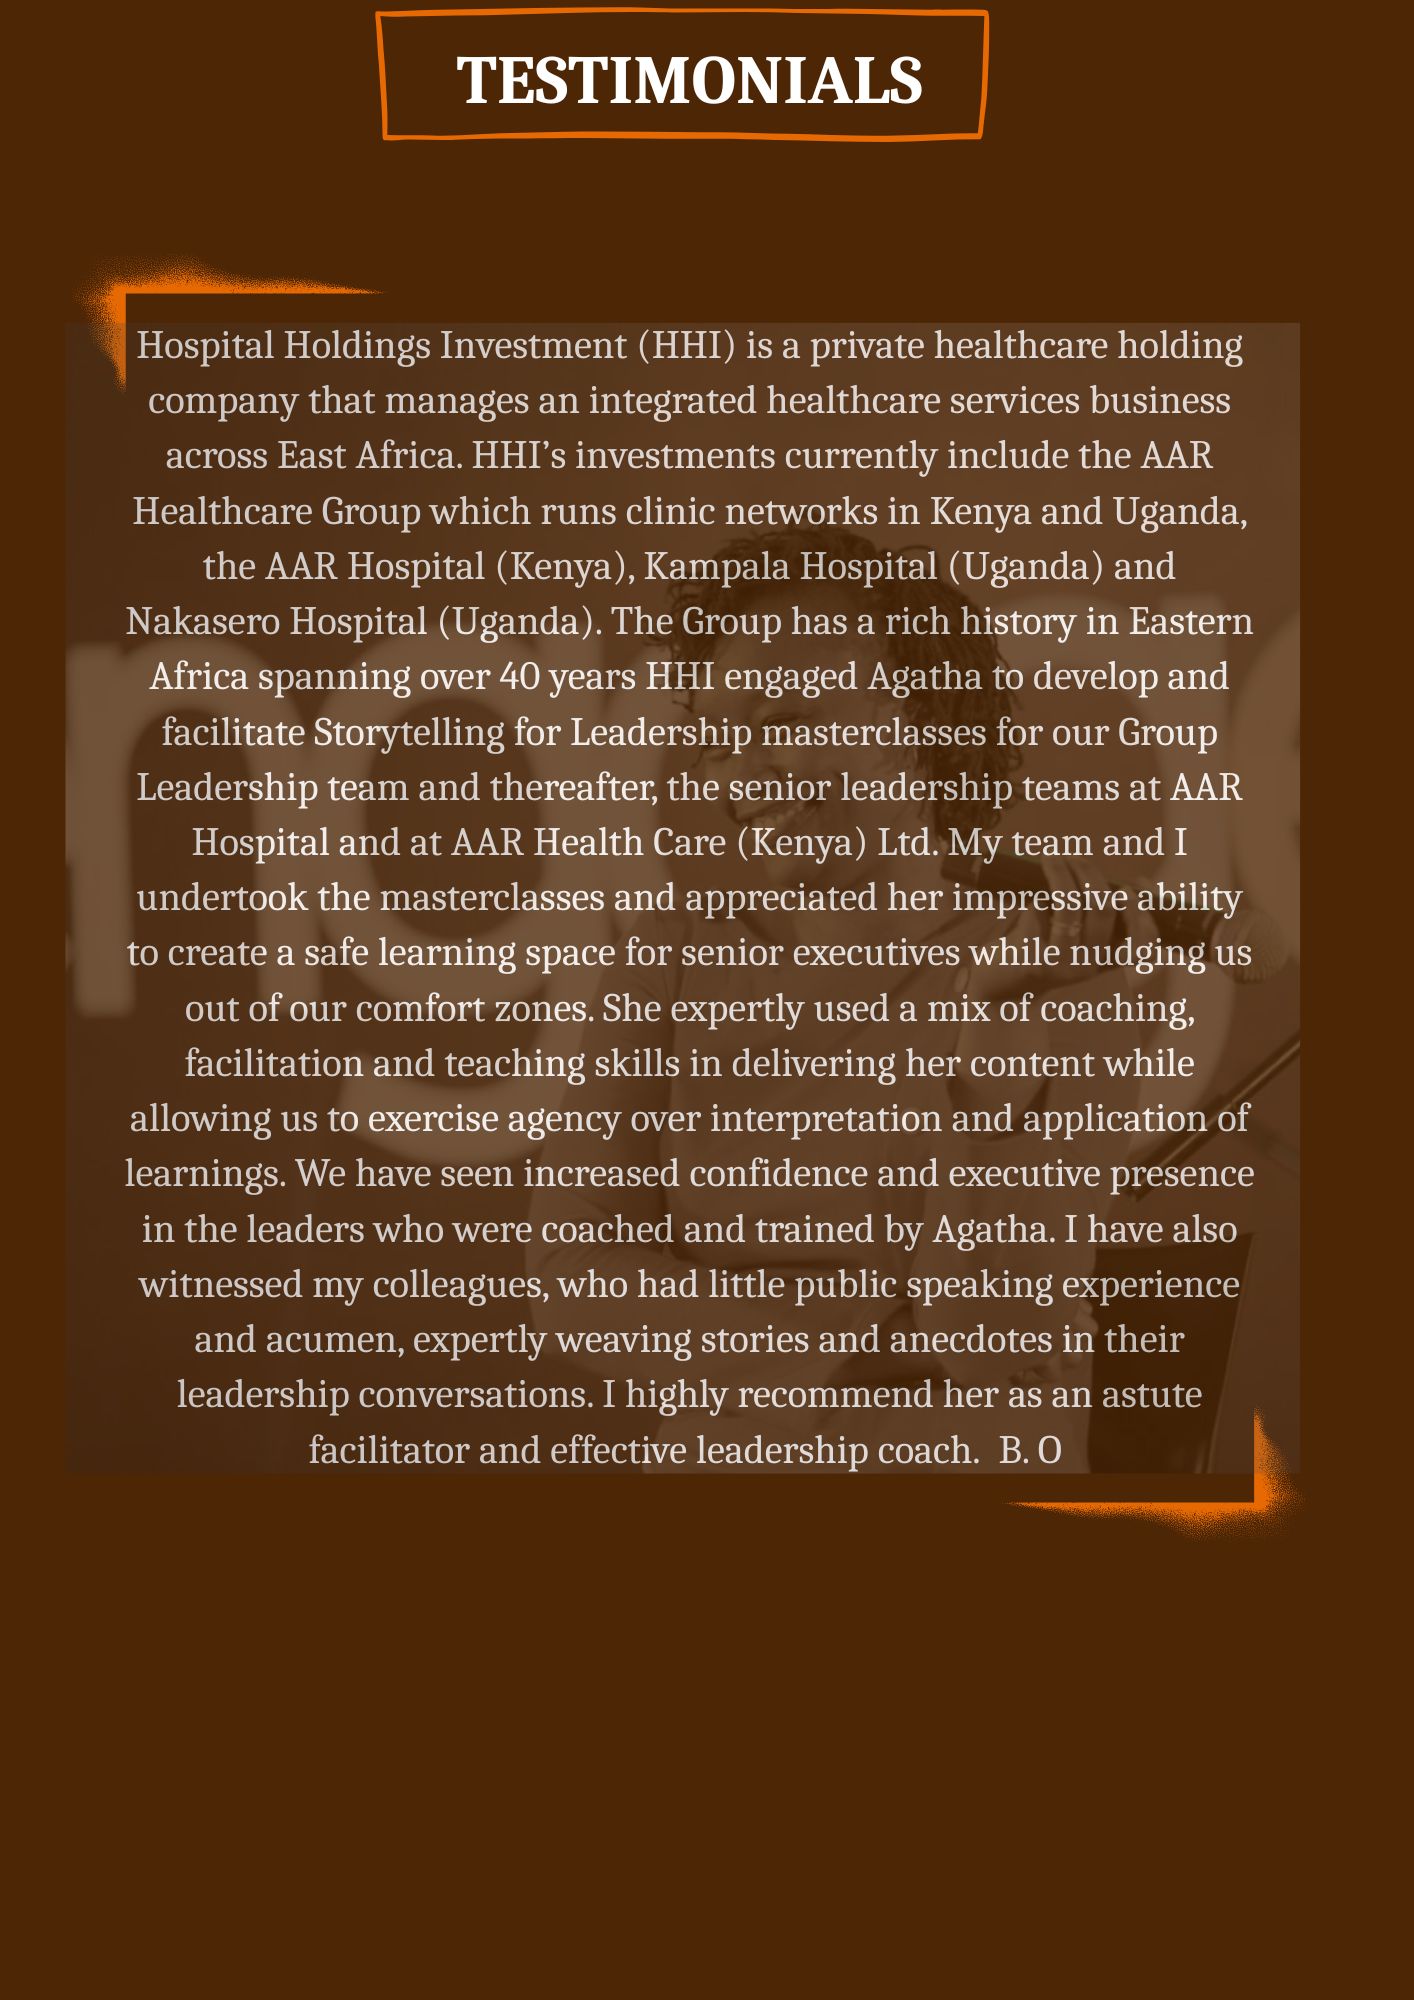 TESTIMONIALS
Hospital Holdings Investment (HHI) is a private healthcare holding
company that manages an integrated healthcare services business
across East Africa. HHI’s investments currently include the AAR
Healthcare Group which runs clinic networks in Kenya and Uganda,
the AAR Hospital (Kenya), Kampala Hospital (Uganda) and
Nakasero Hospital (Uganda). The Group has a rich history in Eastern
Africa spanning over 40 years HHI engaged Agatha to develop and
facilitate Storytelling for Leadership masterclasses for our Group
Leadership team and thereafter, the senior leadership teams at AAR
Hospital and at AAR Health Care (Kenya) Ltd. My team and I
undertook the masterclasses and appreciated her impressive ability
to create a safe learning space for senior executives while nudging us
out of our comfort zones. She expertly used a mix of coaching,
facilitation and teaching skills in delivering her content while
allowing us to exercise agency over interpretation and application of
learnings. We have seen increased confidence and executive presence
in the leaders who were coached and trained by Agatha. I have also
witnessed my colleagues, who had little public speaking experience
and acumen, expertly weaving stories and anecdotes in their
leadership conversations. I highly recommend her as an astute
facilitator and effective leadership coach.  B. O